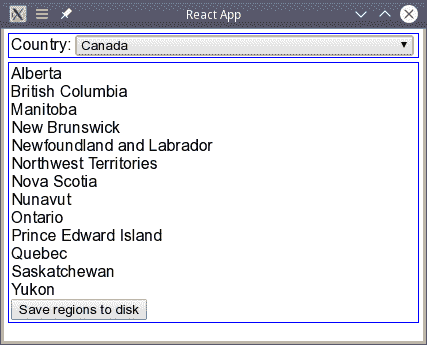 React App
Country: Canada
Alberta
British Columbia
Manitoba
New Brunswick
Newfoundland and Labrador
Northwest Territories
Nova Scotia
Nunavut
Ontario
Prince Edward Island
Quebec
Saskatchewan
Yukon
Save regions to disk